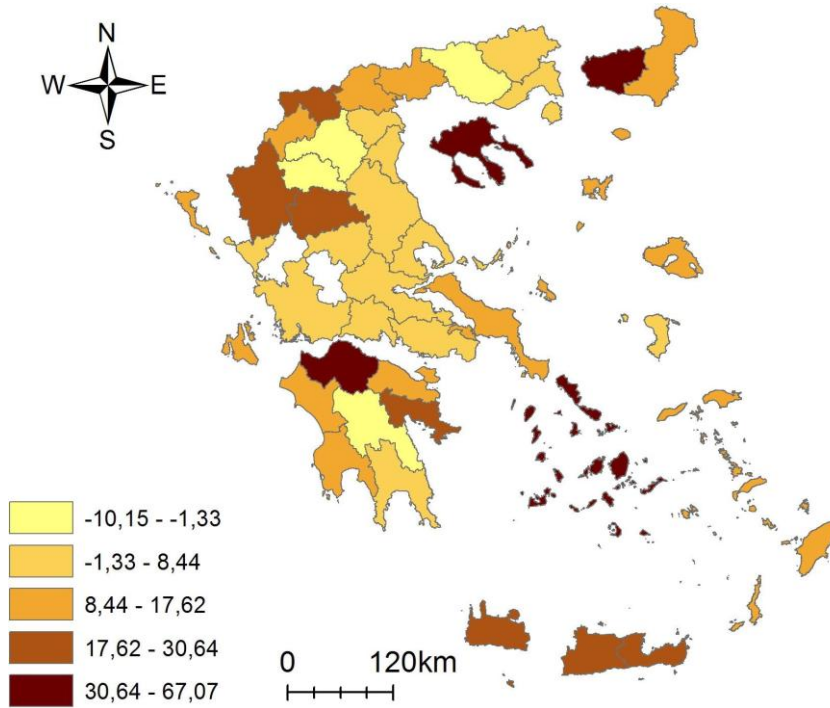 N
W E
S
-10,15 - -1,33
-1,33 - 8,44
8,44 - 17,62
17,62 - 30,64
30,64 - 67,07
0 120km